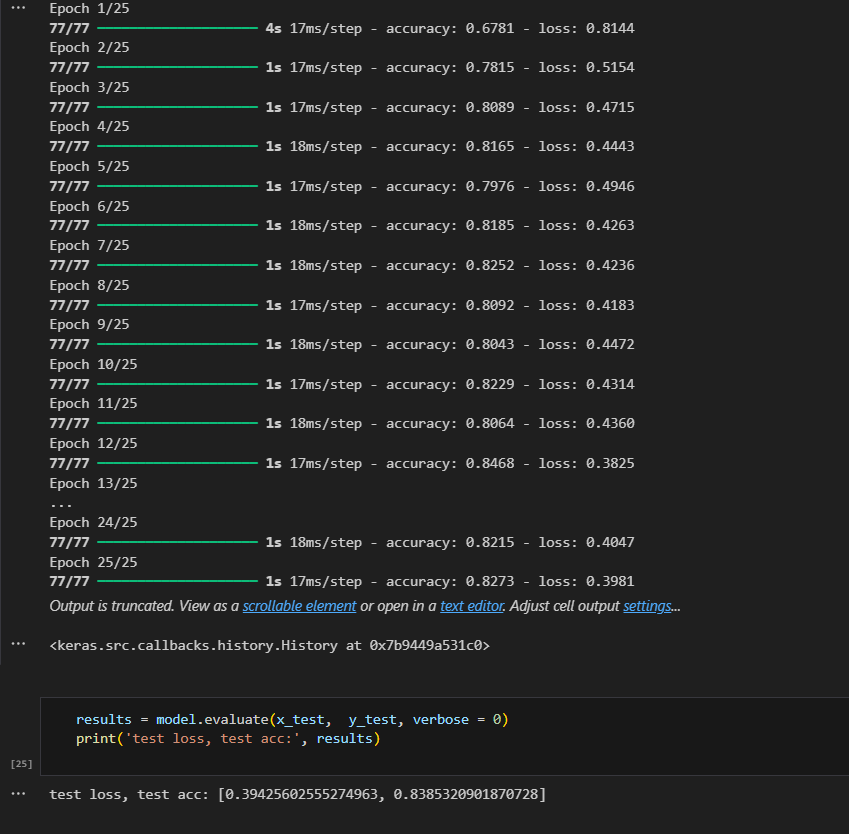 Epoch 1/25
77/77 4s 17ms/step - accuracy: 0.6781 - loss: 0.8144
Epoch 2/25
77/77 1s 17ms/step - accuracy: 0.7815 - loss: 0.5154
Epoch 3/25
77/77 1s 17ms/step - accuracy: 0.8089 - loss: 0.4715
Epoch 4/25
77/77 1s 18ms/step - accuracy: 0.8165 - loss: 0.4443
Epoch 5/25
77/77 1s 17ms/step - accuracy: 0.7976 - loss: 0.4946
Epoch 6/25
77/77 1s 18ms/step - accuracy: 0.8185 - loss: 0.4263
Epoch 7/25
77/77 1s 18ms/step - accuracy: 0.8252 - loss: 0.4236
Epoch 8/25
77/77 1s 17ms/step - accuracy: 0.8092 - loss: 0.4183
Epoch 9/25
77/77 1s 18ms/step - accuracy: 0.8043 - loss: 0.4472
Epoch 10/25
77/77 1s 17ms/step - accuracy: 0.8229 - loss: 0.4314
Epoch 11/25
77/77 1s 18ms/step - accuracy: 0.8064 - loss: 0.4360
Epoch 12/25
77/77 1s 17ms/step - accuracy: 0.8468 - loss: 0.3825
Epoch 13/25
...
Epoch 24/25
77/77 1s 18ms/step - accuracy: 0.8215 - loss: 0.4047
Epoch 25/25
77/77 1s 17ms/step - accuracy: 0.8273 - loss: 0.3981
Output is truncated. View as a scrollable element or open in a text editor. Adjust cell output settings...
<keras.src.callbacks.history.History at 0x7b9449a531c0>
results = model.evaluate(x_test,  y_test, verbose = 0)
print('test loss, test acc:', results)
[25]
test loss, test acc: [0.39425602555274963, 0.8385320901870728]